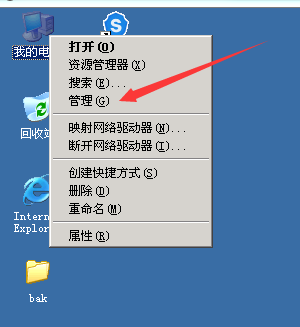 我的电
打开(O)
资源管理器(X)
搜索(E)...
管理(G)
映射网络驱动器(N)...
断开网络驱动器(I)...
创建快捷方式(S)
删除(D)
重命名(M)
属性(R)
回收站
Intern
Explor
bak